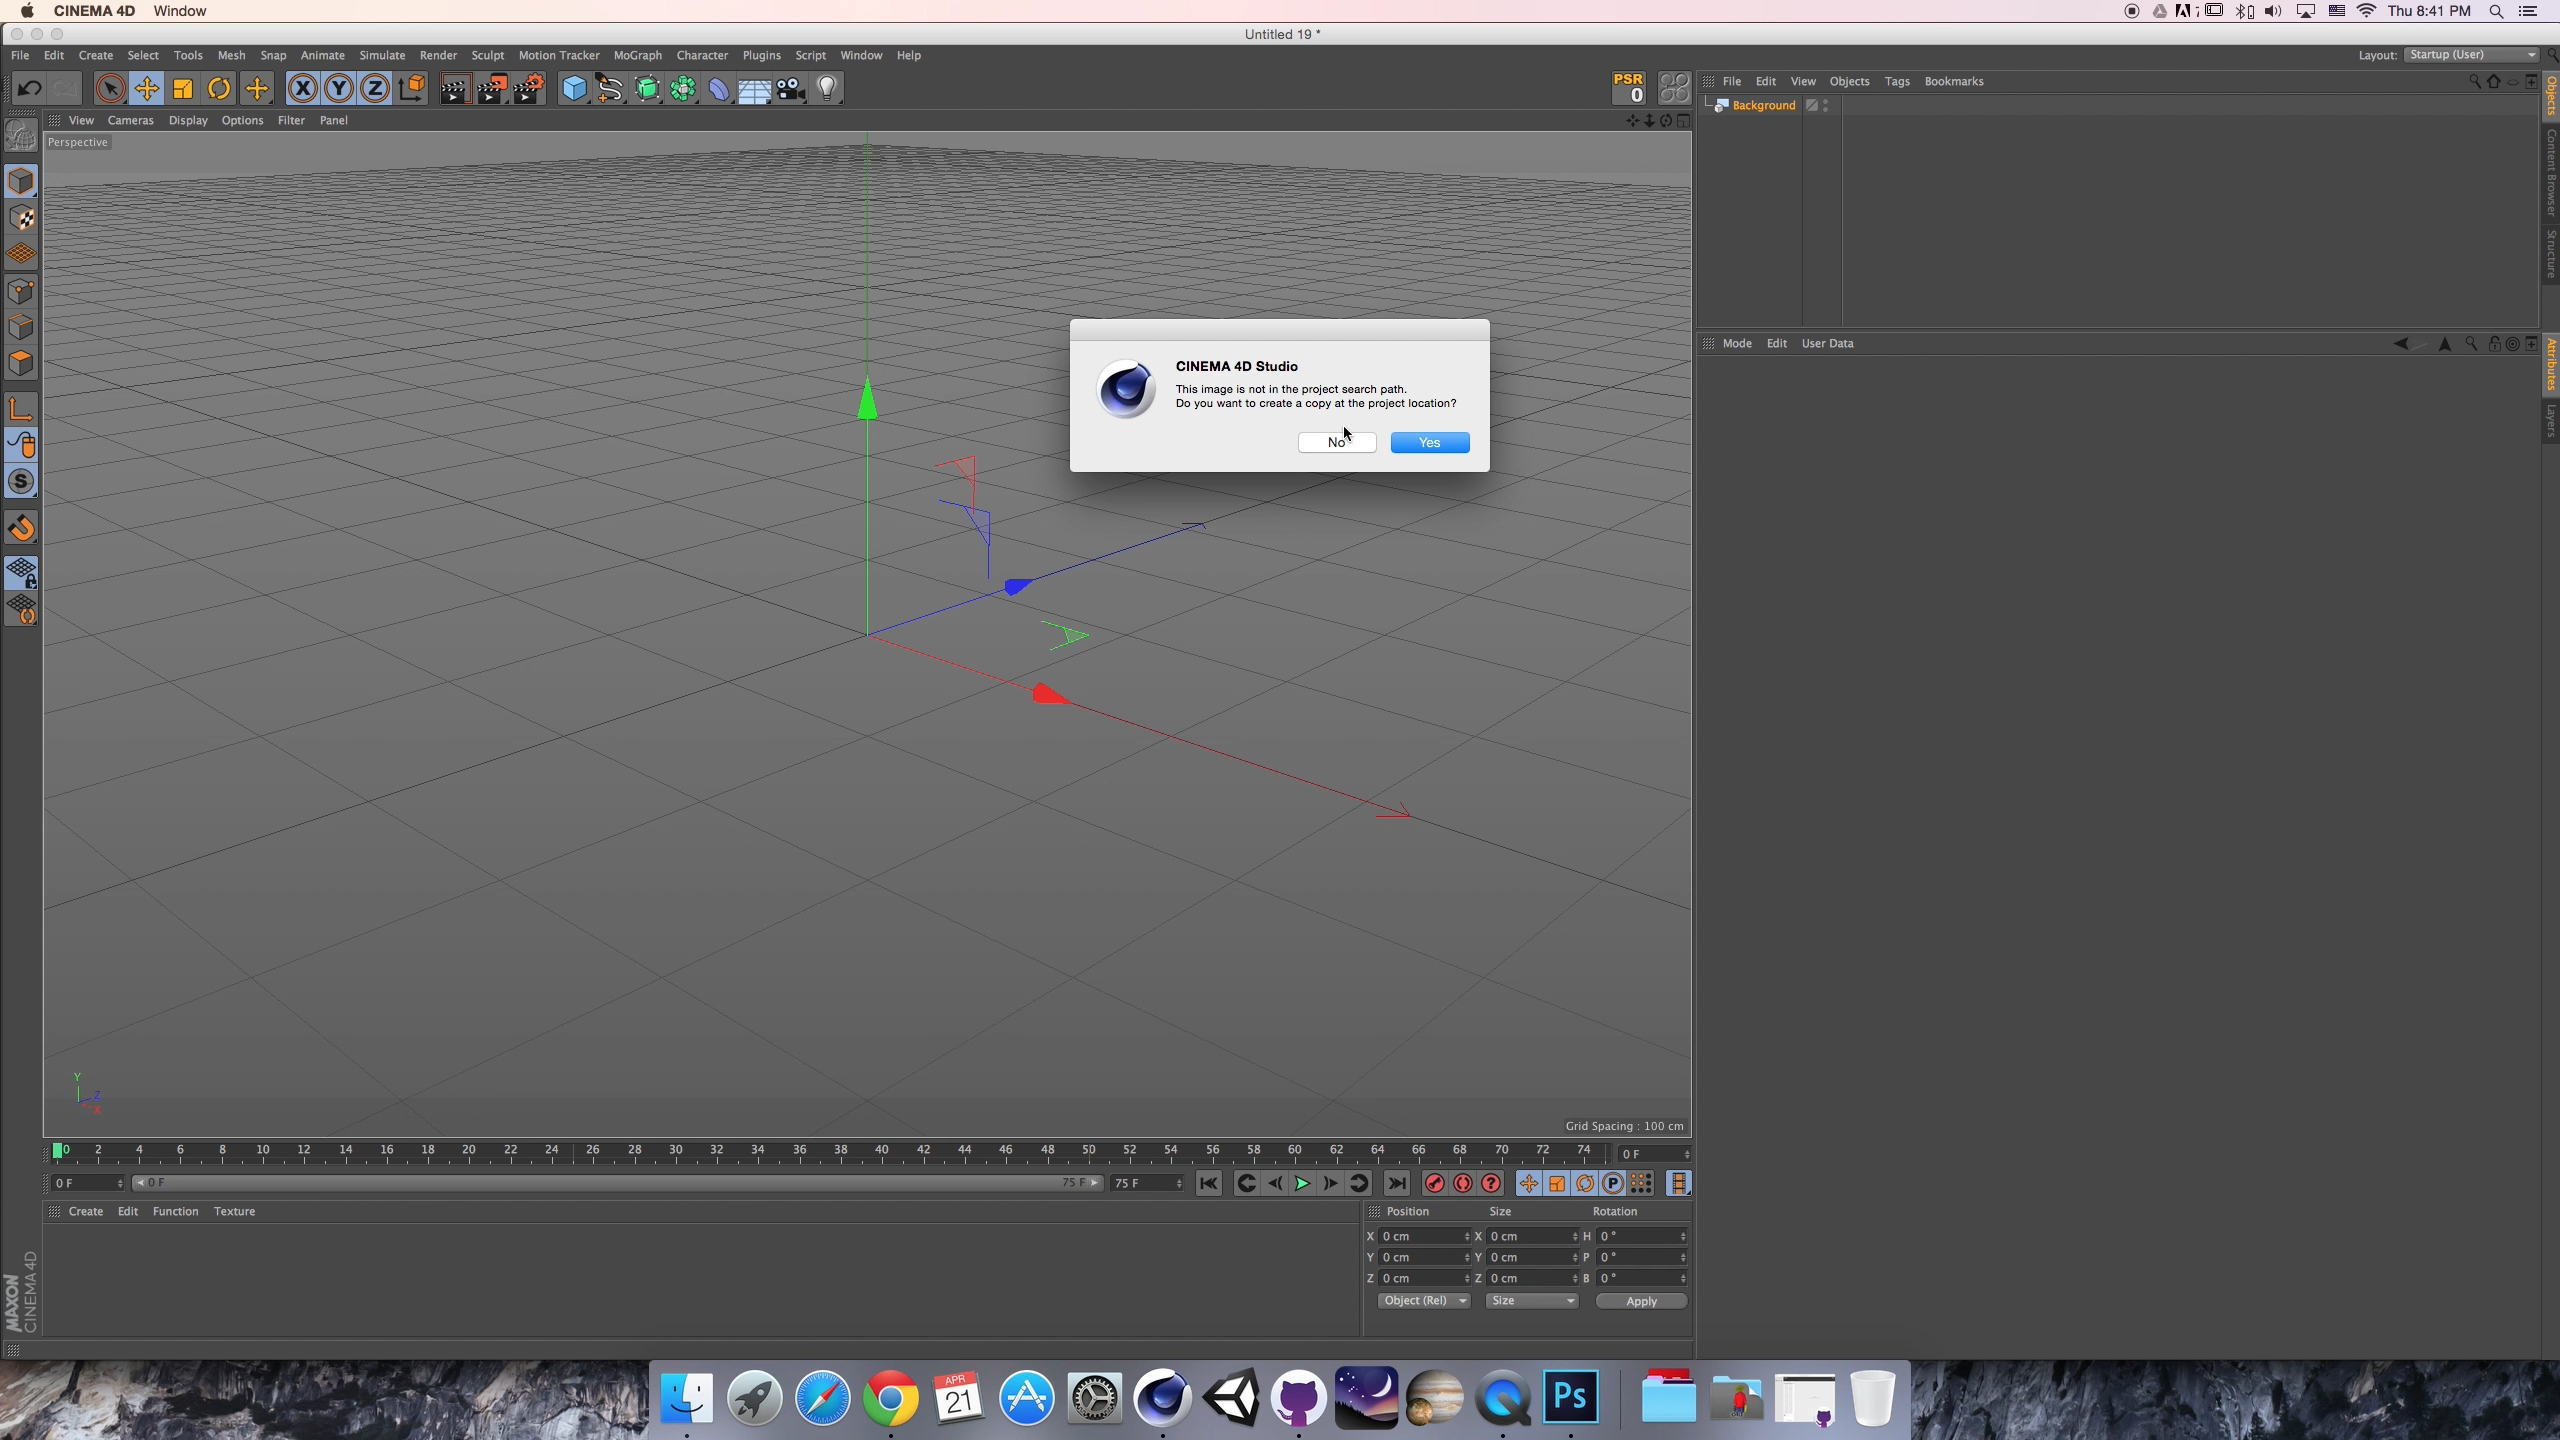 CINEMA 4D Window
Thu 8:41 PM
Untitled 19 *
File Edit Create Select Tools Mesh Snap Animate Simulate Render Sculpt Motion Tracker MoGraph Character Plugins Script Window Help
Layout: Startup (User)
X Y Z
PSR
0
File Edit View Objects Tags Bookmarks
Background
View Cameras Display Options Filter Panel
Perspective
Objects
Content Browser
Structure
Mode Edit User Data
Attributes
Layers
CINEMA 4D Studio
This image is not in the project search path.
Do you want to create a copy at the project location?
No Yes
S
Y
Z
X
Grid Spacing : 100 cm
0 2 4 6 8 10 12 14 16 18 20 22 24 26 28 30 32 34 36 38 40 42 44 46 48 50 52 54 56 58 60 62 64 66 68 70 72 74 0 F
0 F 0 F 75 F 75 F P
Create Edit Function Texture
Position Size Rotation
X 0 cm X 0 cm H 0 °
Y 0 cm Y 0 cm P 0 °
Z 0 cm Z 0 cm B 0 °
Object (Rel) Size Apply
MAXON
CINEMA 4D
APR
21
Ps